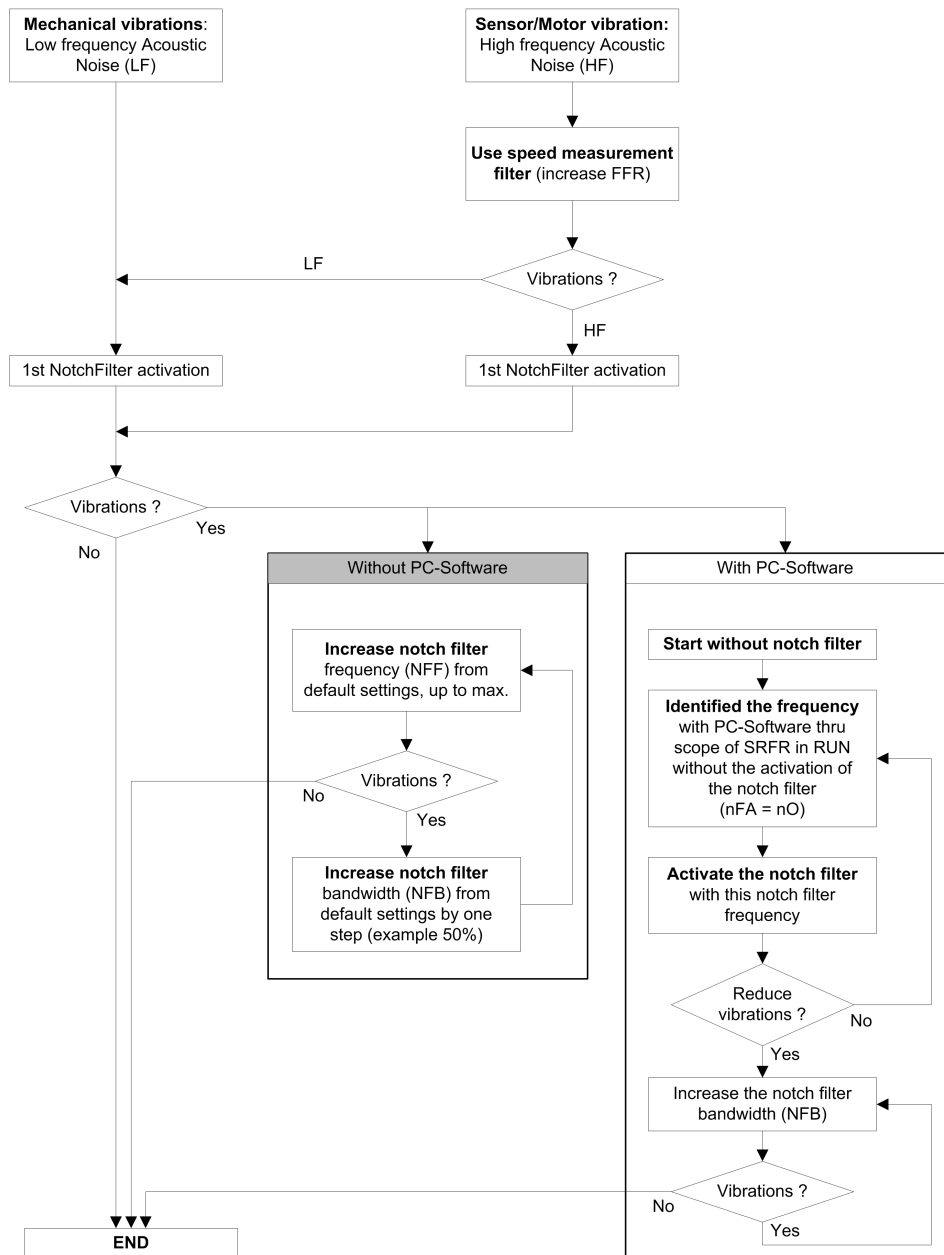 Mechanical vibrations:
Low frequency Acoustic
Noise (LF)
Sensor/Motor vibration:
High frequency Acoustic
Noise (HF)
Use speed measurement
filter (increase FFR)
LF
Vibrations ?
HF
1st NotchFilter activation
1st NotchFilter activation
Vibrations ?
Yes
No
Without PC-Software
Increase notch filter
frequency (NFF) from
default settings, up to max.
Vibrations ?
No
Yes
Increase notch filter
bandwidth (NFB) from
default settings by one
step (example 50%)
With PC-Software
Start without notch filter
Identified the frequency
with PC-Software thru
scope of SRFR in RUN
without the activation of
the notch filter
(nFA = nO)
Activate the notch filter
with this notch filter
frequency
Reduce
vibrations ?
No
Yes
Increase the notch filter
bandwidth (NFB)
Vibrations ?
No
Yes
END